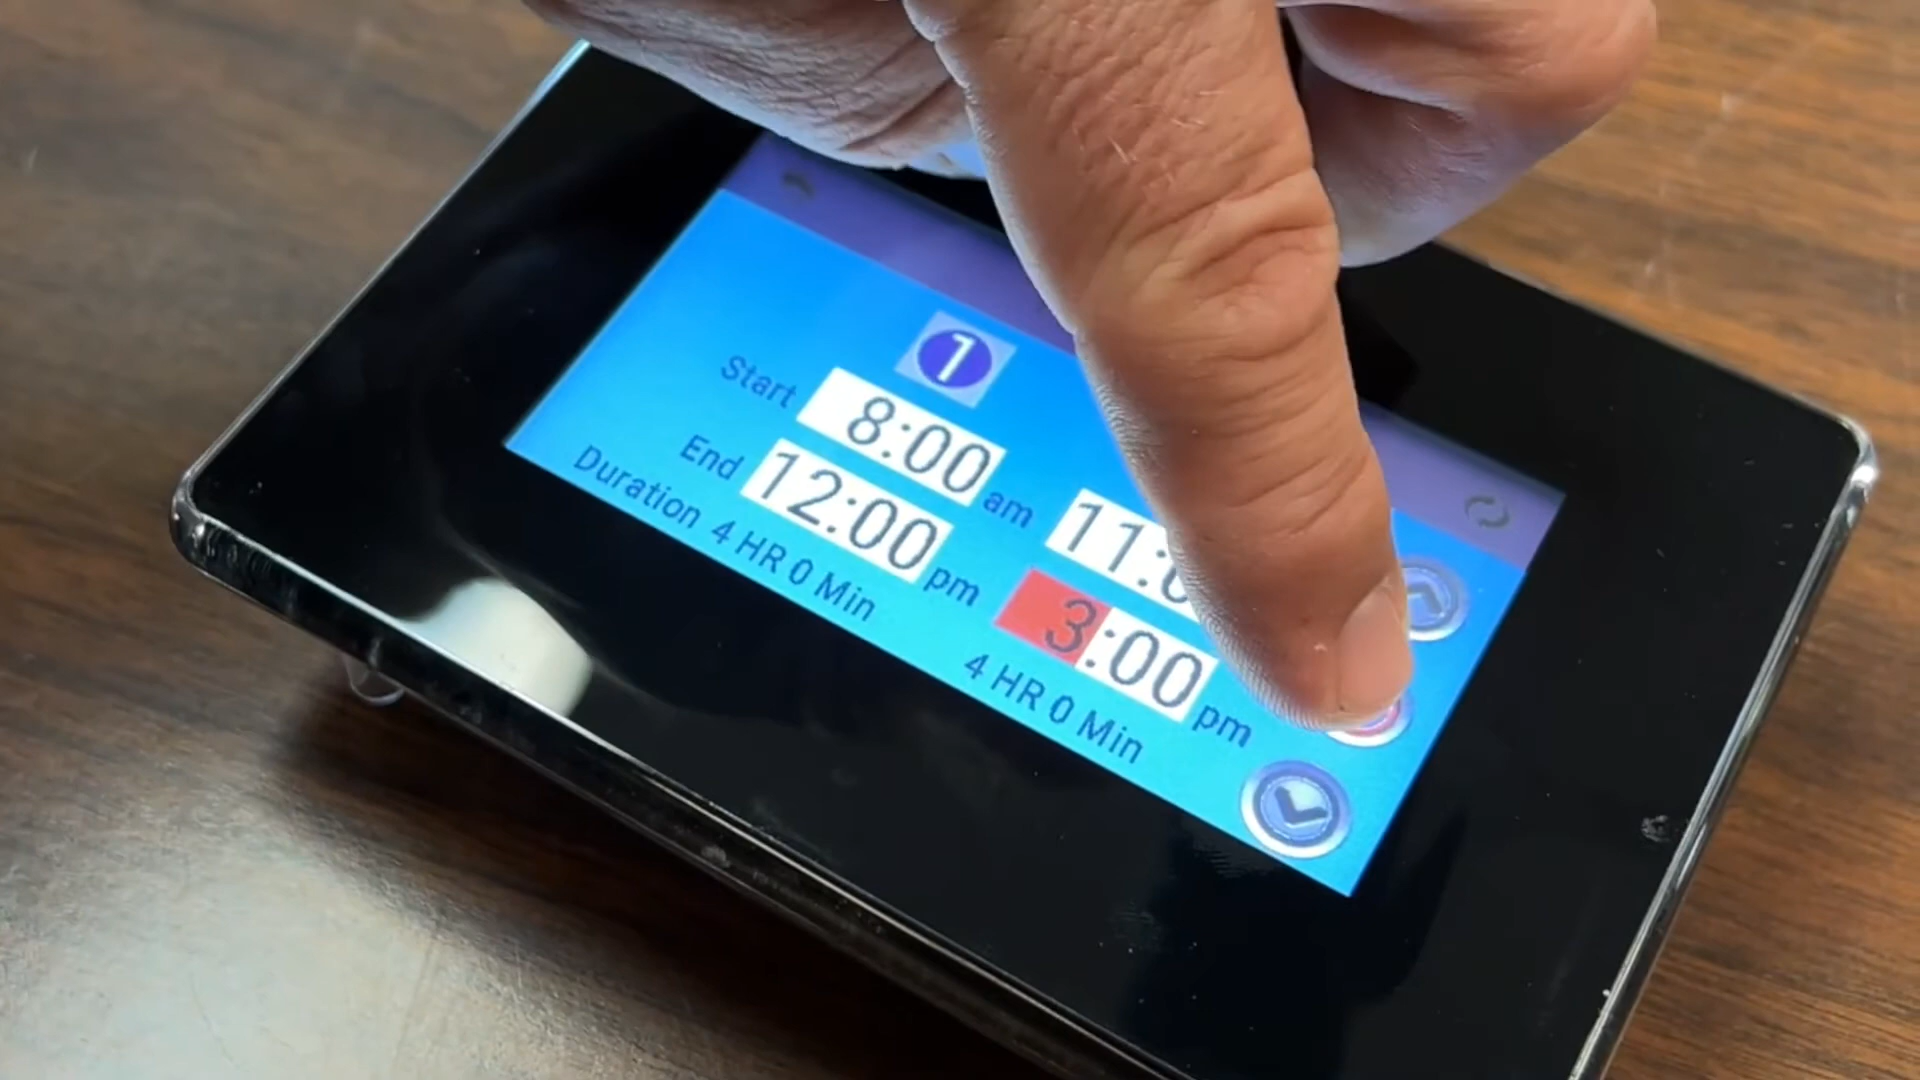 1
Start 8:00 am
End 12:00 pm 3:00 pm
Duration 4 HR 0 Min 4 HR 0 Min